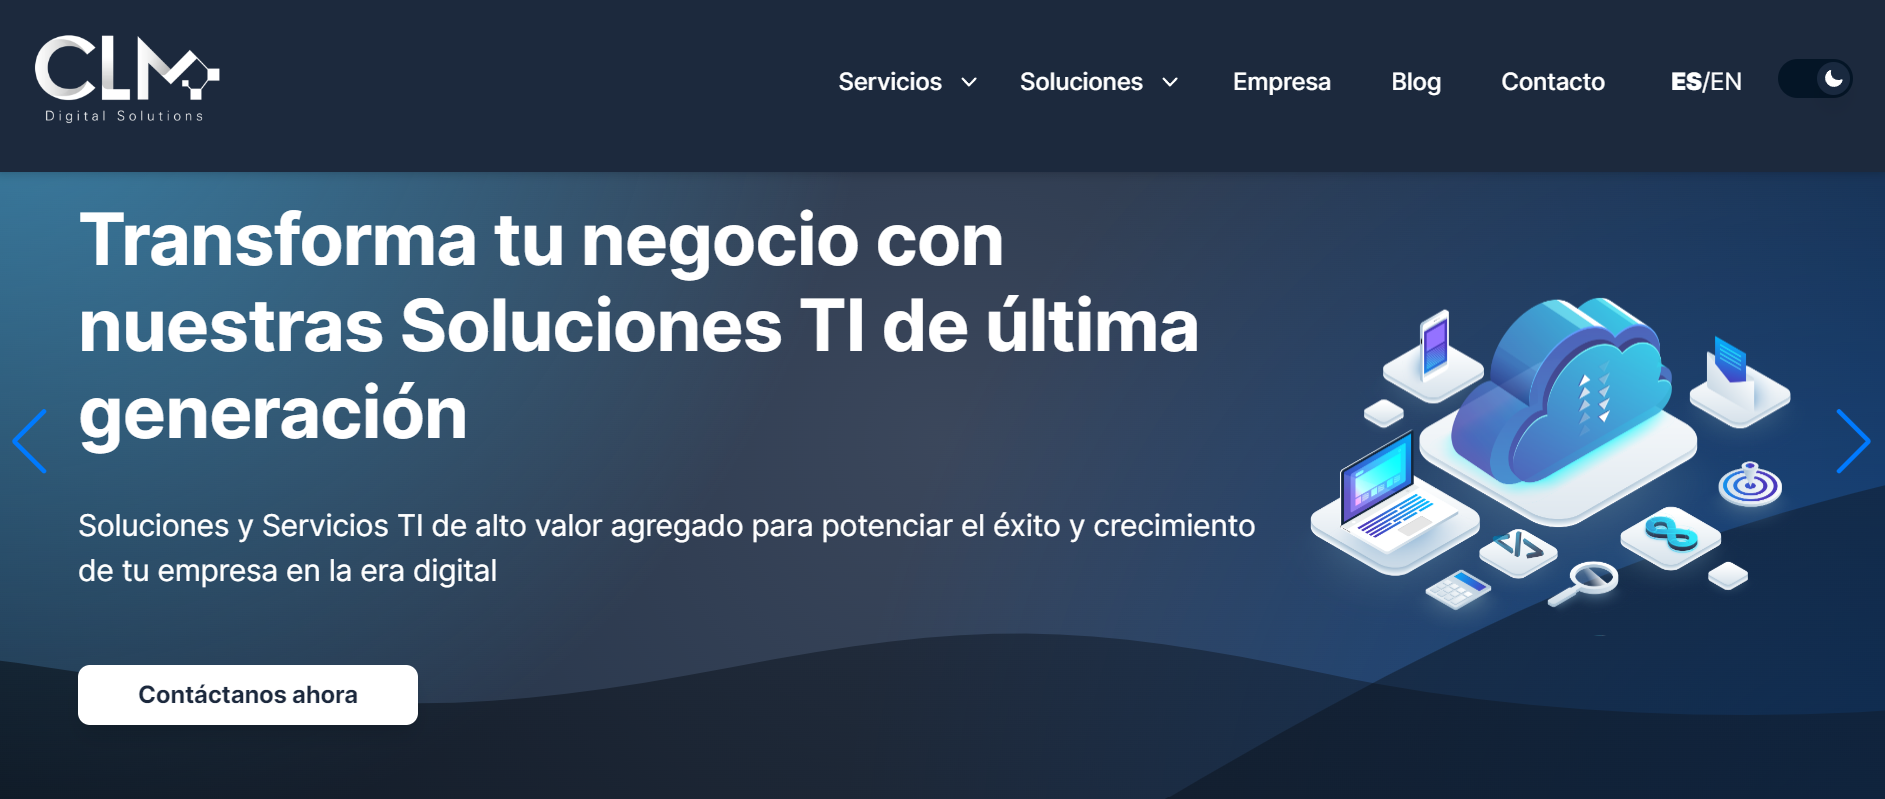 CLM
Digital Solutions
Servicios
Soluciones
Empresa
Blog
Contacto
ES/EN
Transforma tu negocio con
nuestras Soluciones TI de última
generación
Soluciones y Servicios TI de alto valor agregado para potenciar el éxito y crecimiento
de tu empresa en la era digital
Contáctanos ahora